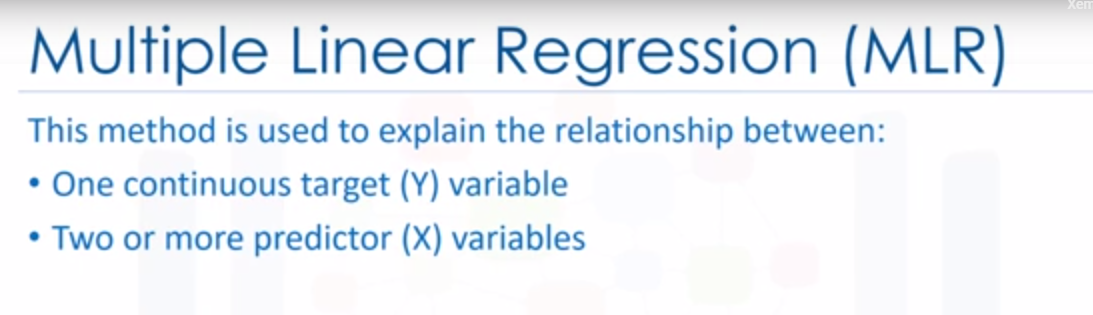 Multiple Linear Regression (MLR)
This method is used to explain the relationship between:
• One continuous target (Y) variable
• Two or more predictor (X) variables